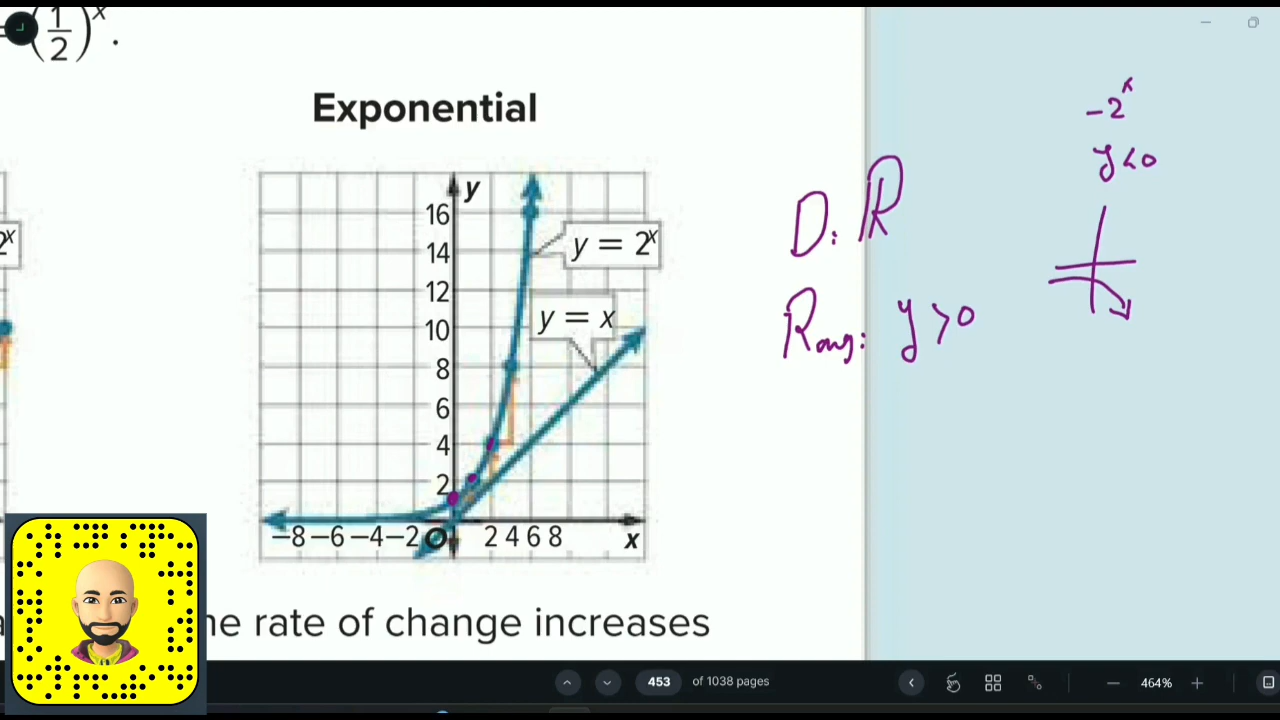 = (1/2)^x.
Exponential
2^x
y
16
14
12
10
8
6
4
2
y = 2^x
y = x
−8 −6 −4 −2 O 2 4 6 8 x
he rate of change increases
D: ℝ
Rang: y > 0
-2^x
y < 0
453 of 1038 pages
464%